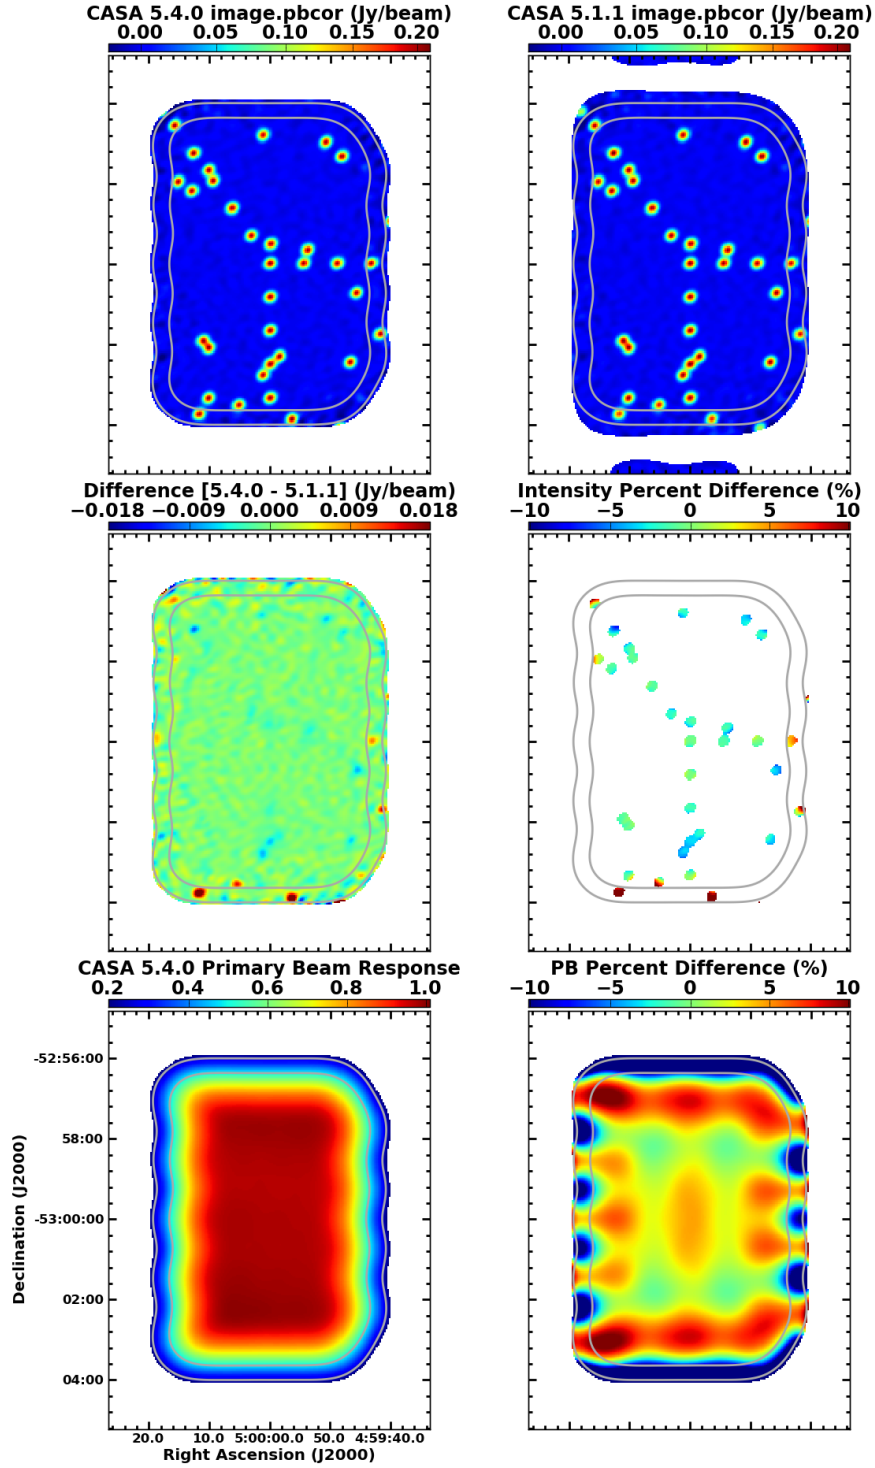 CASA 5.4.0 image.pbcor (Jy/beam)
0.00 0.05 0.10 0.15 0.20
CASA 5.1.1 image.pbcor (Jy/beam)
0.00 0.05 0.10 0.15 0.20
Difference [5.4.0 - 5.1.1] (Jy/beam)
−0.018 −0.009 0.000 0.009 0.018
Intensity Percent Difference (%)
−10 −5 0 5 10
CASA 5.4.0 Primary Beam Response
0.2 0.4 0.6 0.8 1.0
PB Percent Difference (%)
−10 −5 0 5 10
-52:56:00
58:00
-53:00:00
02:00
04:00
Declination (J2000)
20.0 10.0 5:00:00.0 50.0 4:59:40.0
Right Ascension (J2000)